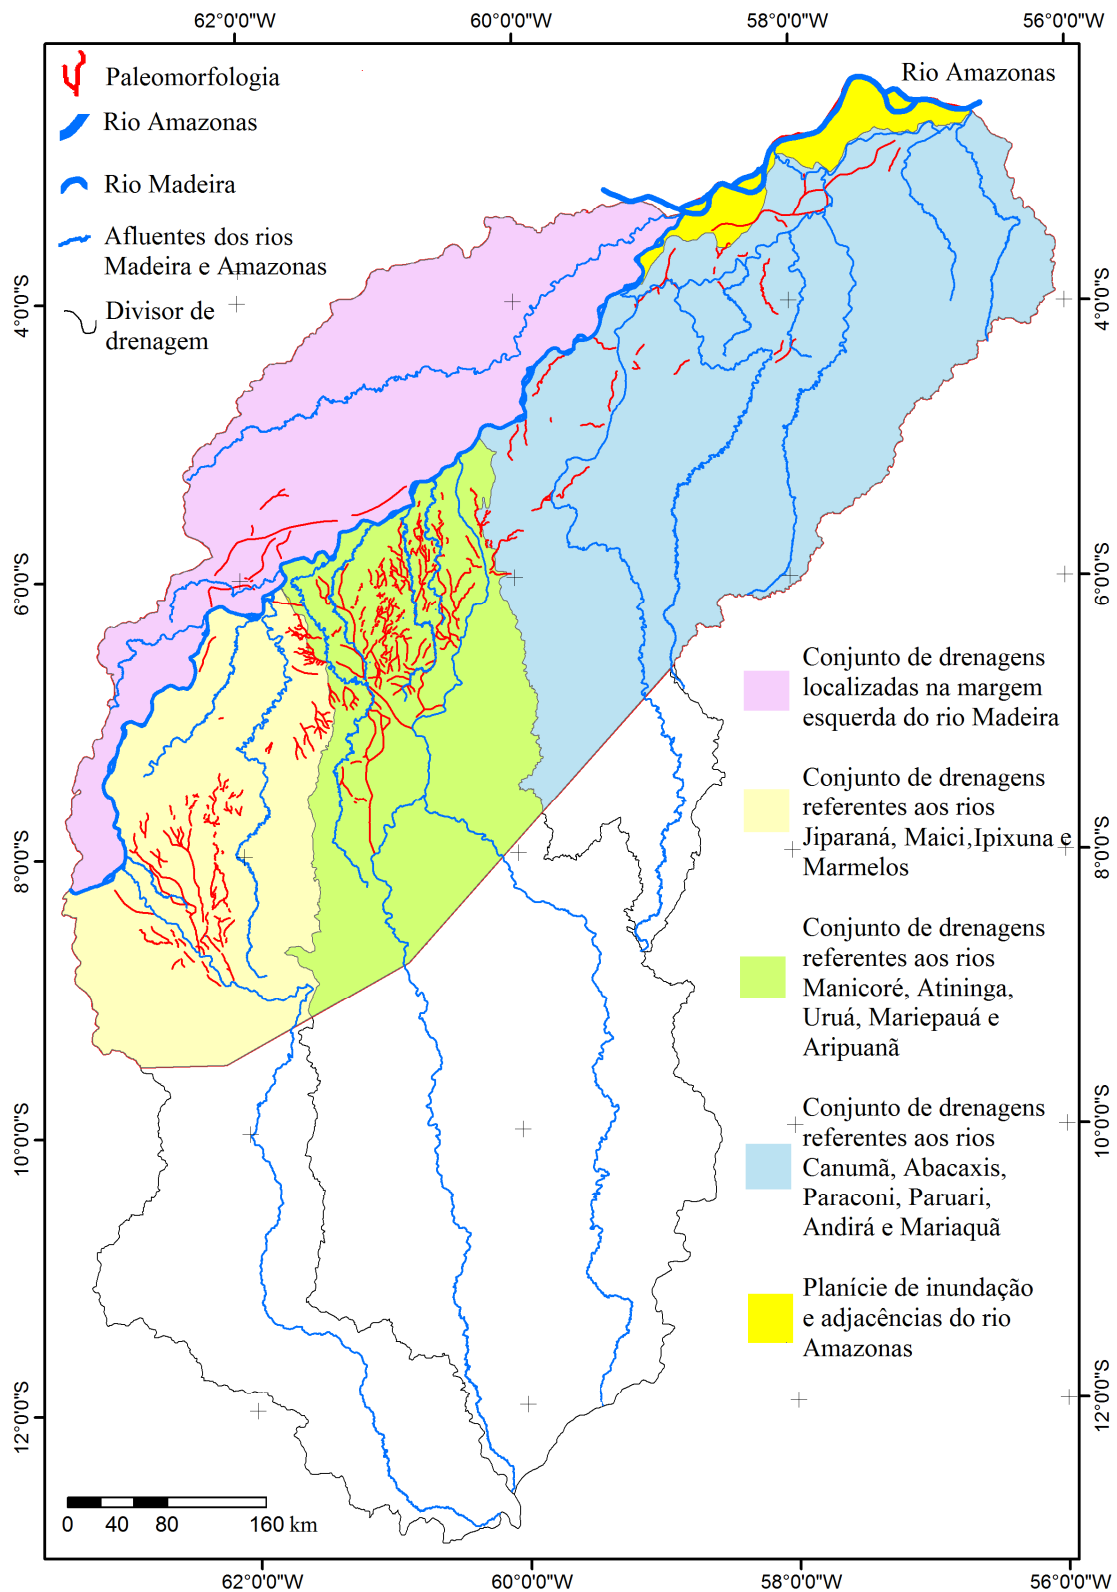 62°0'0"W
60°0'0"W
58°0'0"W
56°0'0"W
Paleomorfologia
Rio Amazonas
Rio Madeira
Afluentes dos rios
Madeira e Amazonas
Divisor de
drenagem
Rio Amazonas
4°0'0"S
6°0'0"S
8°0'0"S
10°0'0"S
12°0'0"S
4°0'0"S
6°0'0"S
8°0'0"S
10°0'0"S
12°0'0"S
Conjunto de drenagens
localizadas na margem
esquerda do rio Madeira
Conjunto de drenagens
referentes aos rios
Jiparaná, Maici,Ipixuna e
Marmelos
Conjunto de drenagens
referentes aos rios
Manicoré, Atininga,
Uruá, Mariepauá e
Aripuanã
Conjunto de drenagens
referentes aos rios
Canumã, Abacaxis,
Paraconi, Paruari,
Andirá e Mariaquã
Planície de inundação
e adjacências do rio
Amazonas
0 40 80 160 km
62°0'0"W
60°0'0"W
58°0'0"W
56°0'0"W